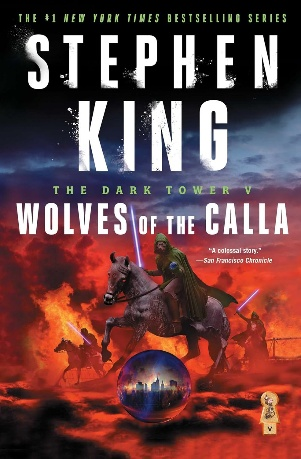 THE #1 NEW YORK TIMES BESTSELLING SERIES
STEPHEN
KING
THE DARK TOWER V
WOLVES OF THE CALLA
"A colossal story."
—San Francisco Chronicle
V